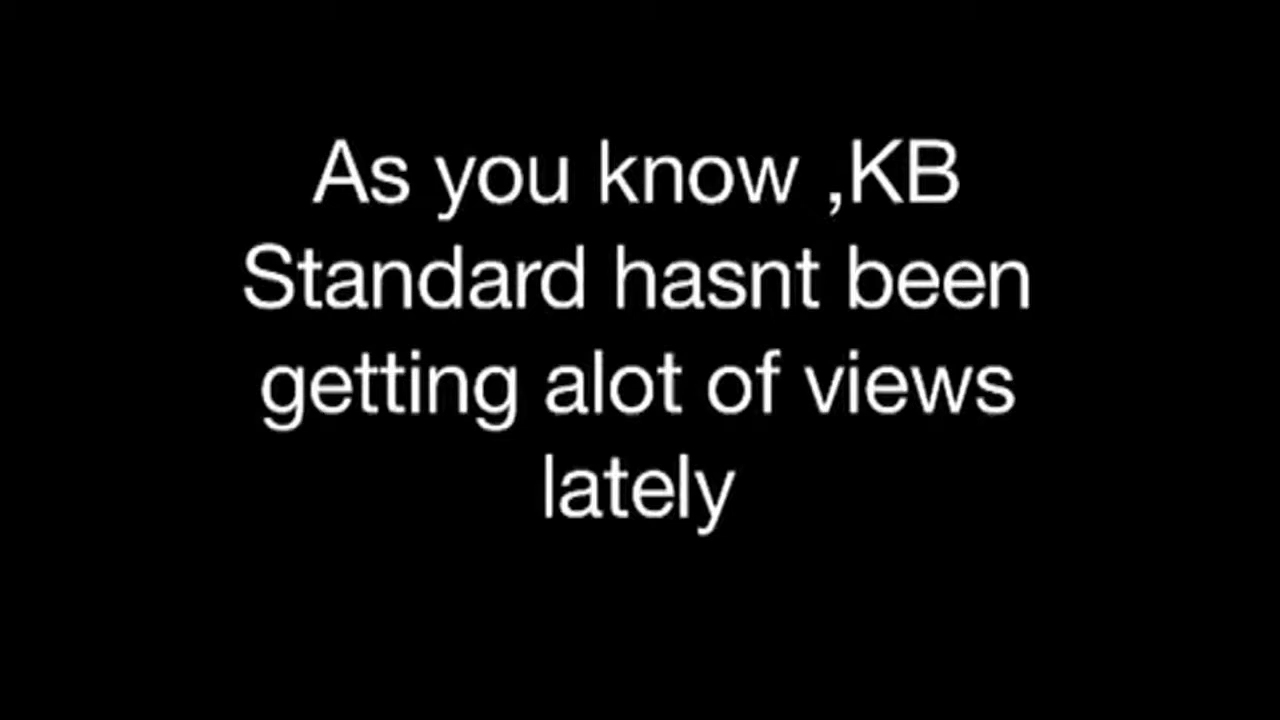 As you know ,KB
Standard hasnt been
getting alot of views
lately